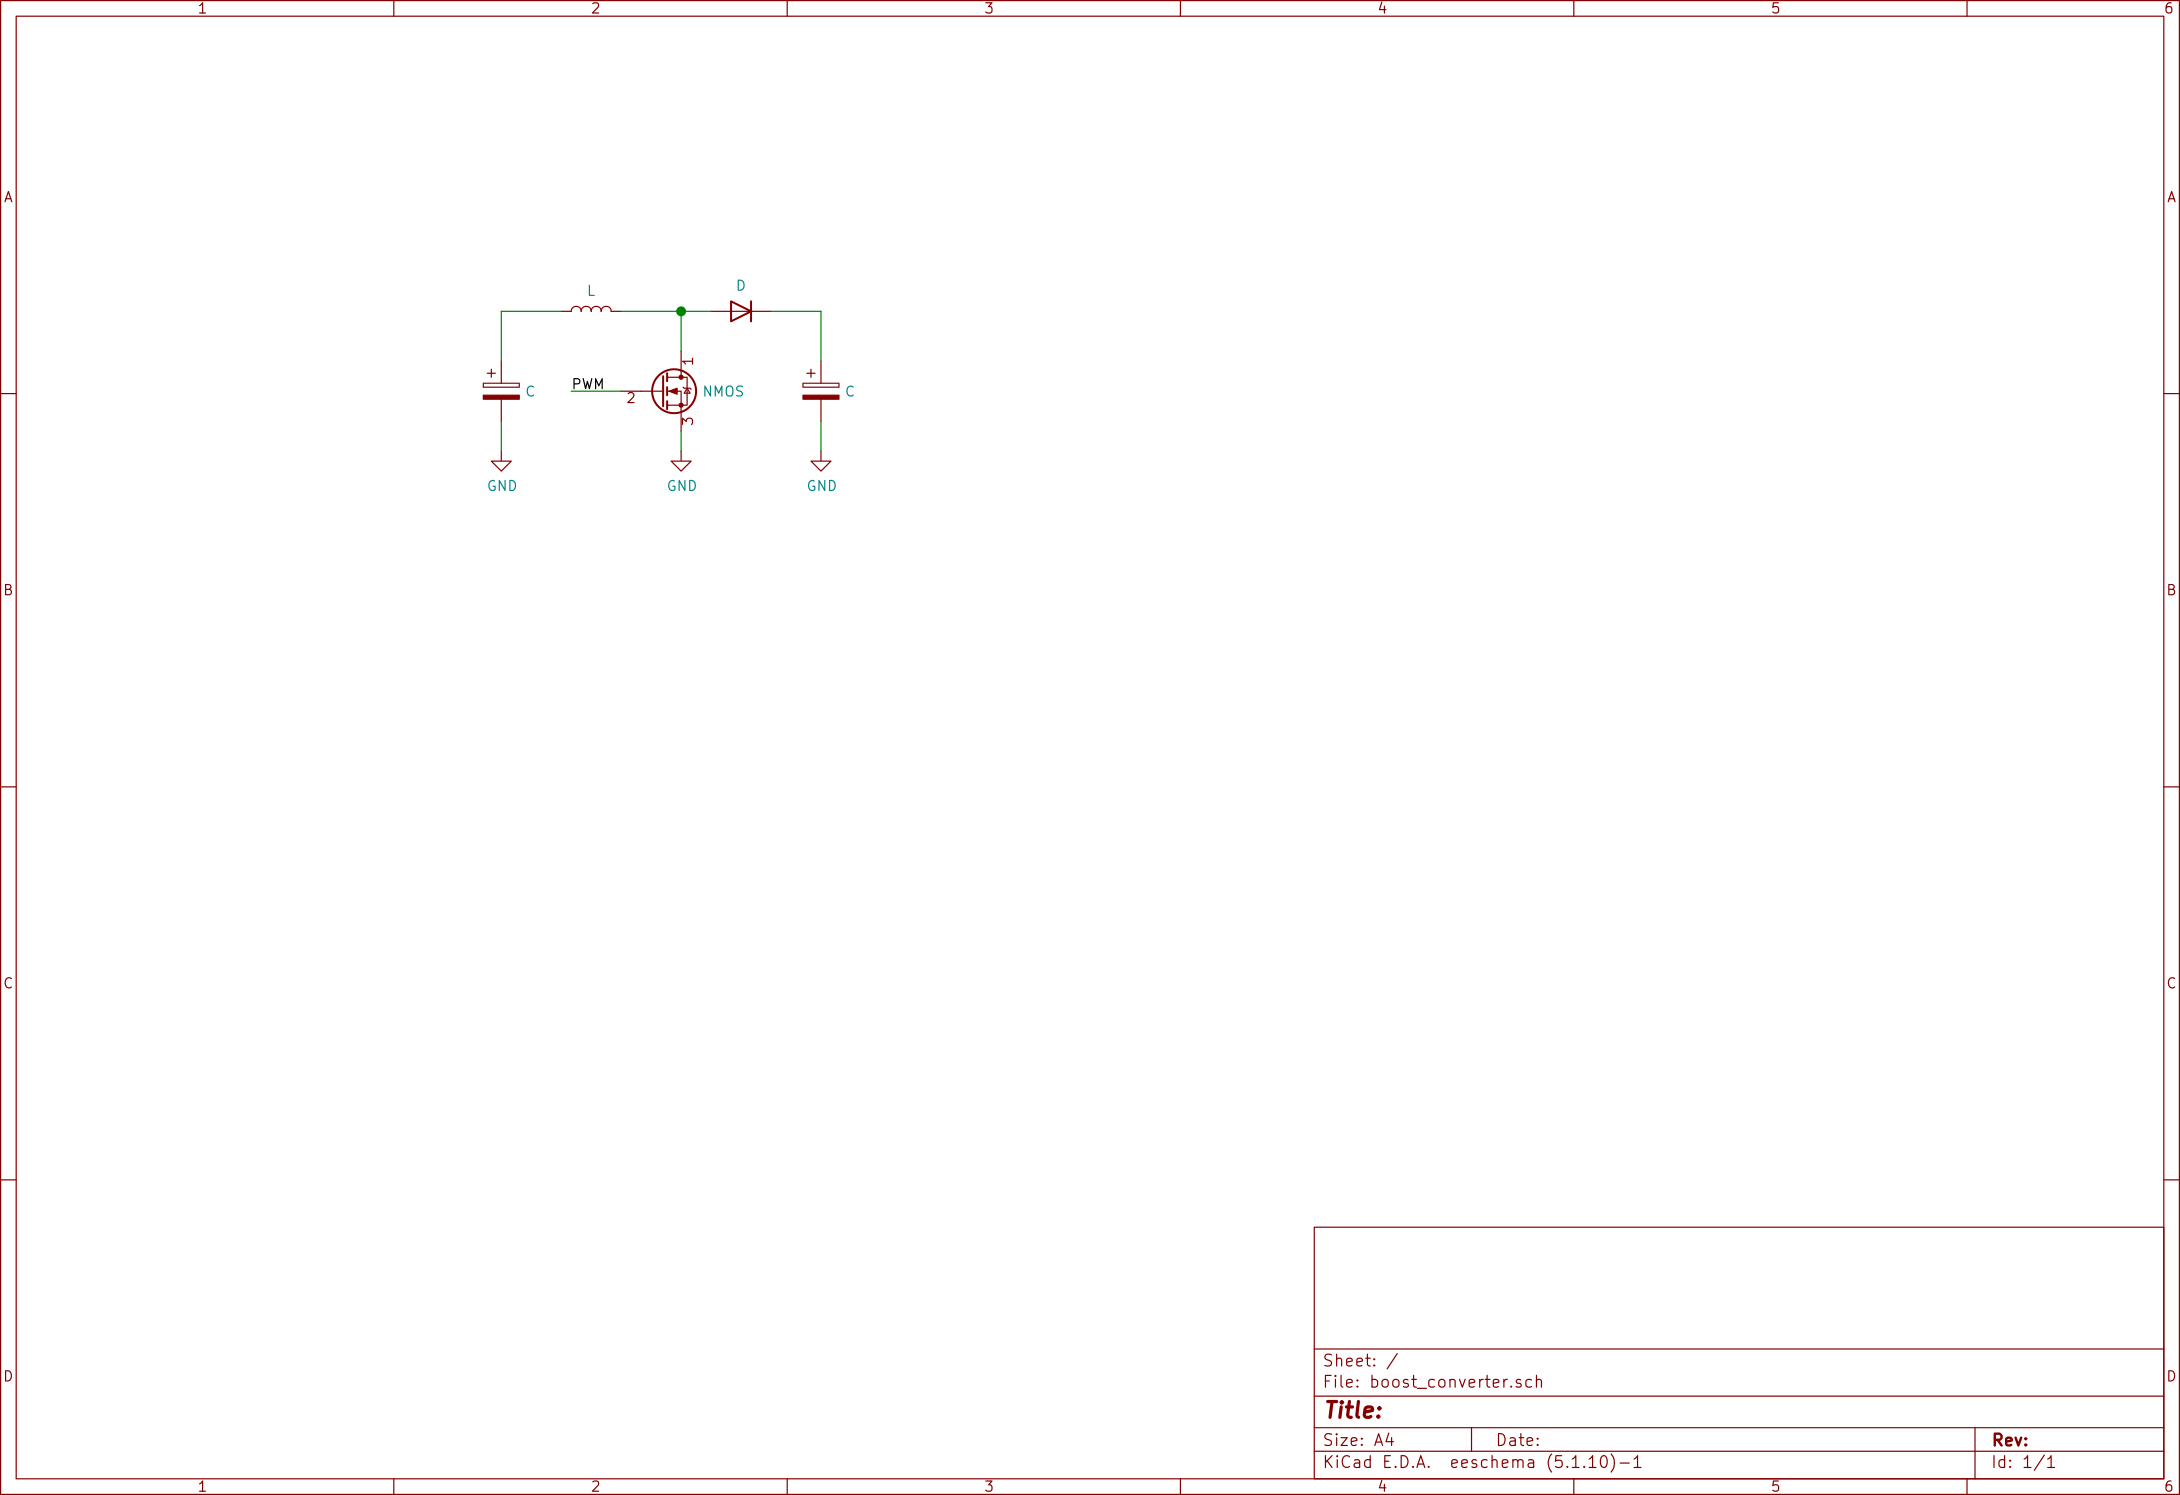 1 2 3 4 5 6
A A
L D
+ +
1
PWM
C NMOS C
2
3
GND GND GND
B B
C C
Sheet: /
File: boost_converter.sch
D D
Title:
Size: A4 Date: Rev:
KiCad E.D.A. eeschema (5.1.10)-1 Id: 1/1
1 2 3 4 5 6